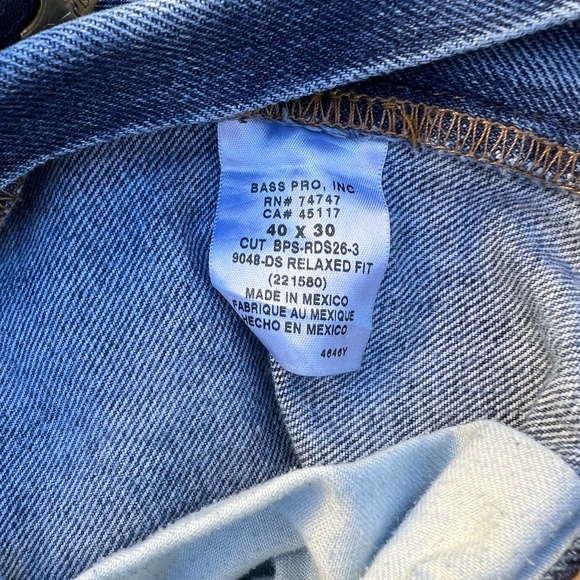 BASS PRO, INC
RN# 74747
CA# 45117
40 X 30
CUT BPS-RDS26-3
9048-DS RELAXED FIT
(221580)
MADE IN MEXICO
FABRIQUE AU MEXIQUE
HECHO EN MEXICO
4646Y